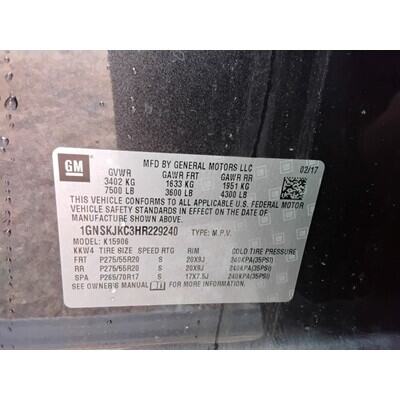 GM
MFD BY GENERAL MOTORS LLC
02/17
GVWR GAWR FRT GAWR RR
3402 KG 1633 KG 1951 KG
7500 LB 3600 LB 4300 LB
THIS VEHICLE CONFORMS TO ALL APPLICABLE U.S. FEDERAL MOTOR
VEHICLE SAFETY STANDARDS IN EFFECT ON THE DATE OF
MANUFACTURE SHOWN ABOVE.
1GNSKJKC3HR229240 TYPE: M.P.V.
MODEL: K15906
KKW4 TIRE SIZE SPEED RTG RIM COLD TIRE PRESSURE
FRT P275/55R20 S 20X9J 240KPA(35PSI)
RR P275/55R20 S 20X9J 240KPA(35PSI)
SPA P265/70R17 S 17X7.5J 240KPA(35PSI)
SEE OWNER'S MANUAL FOR MORE INFORMATION.